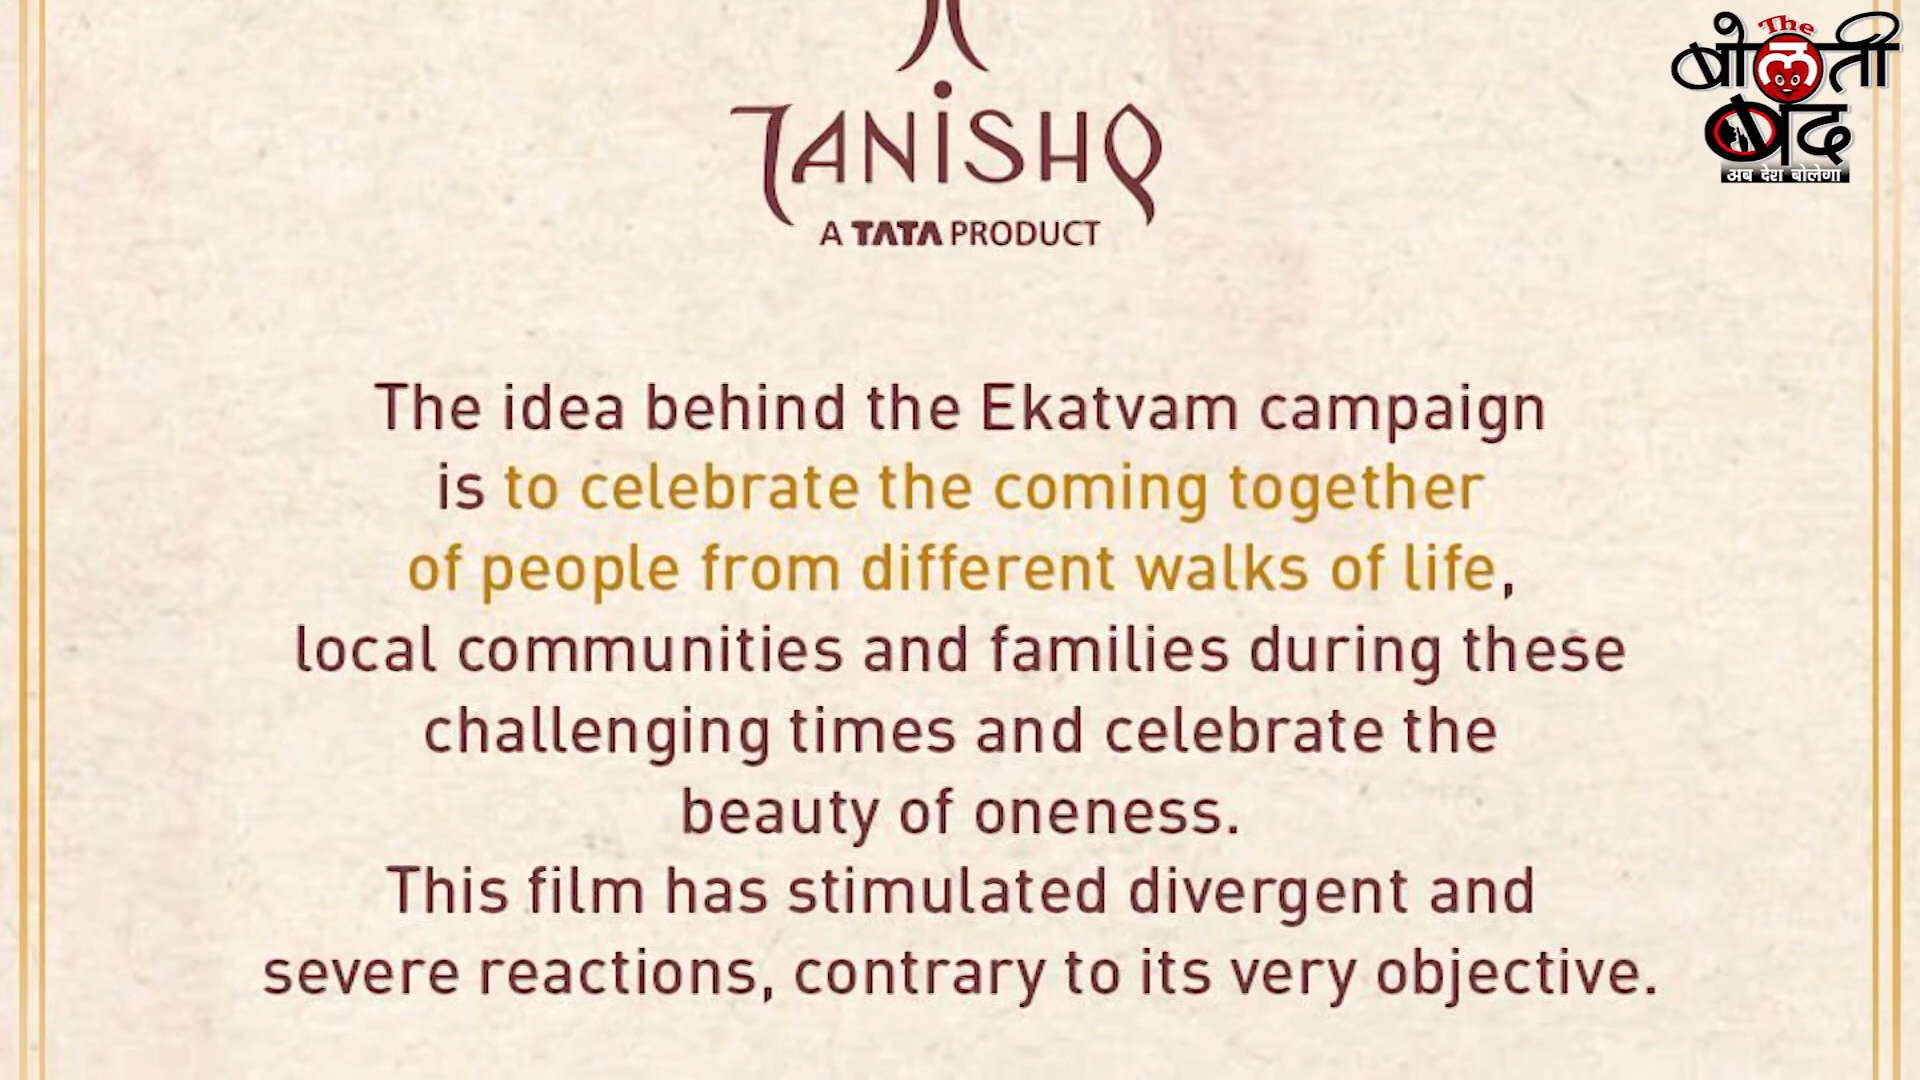 The
बोलती
बंद
अब देश बोलेगा
TANiSHQ
A TATA PRODUCT
The idea behind the Ekatvam campaign
is to celebrate the coming together
of people from different walks of life,
local communities and families during these
challenging times and celebrate the
beauty of oneness.
This film has stimulated divergent and
severe reactions, contrary to its very objective.